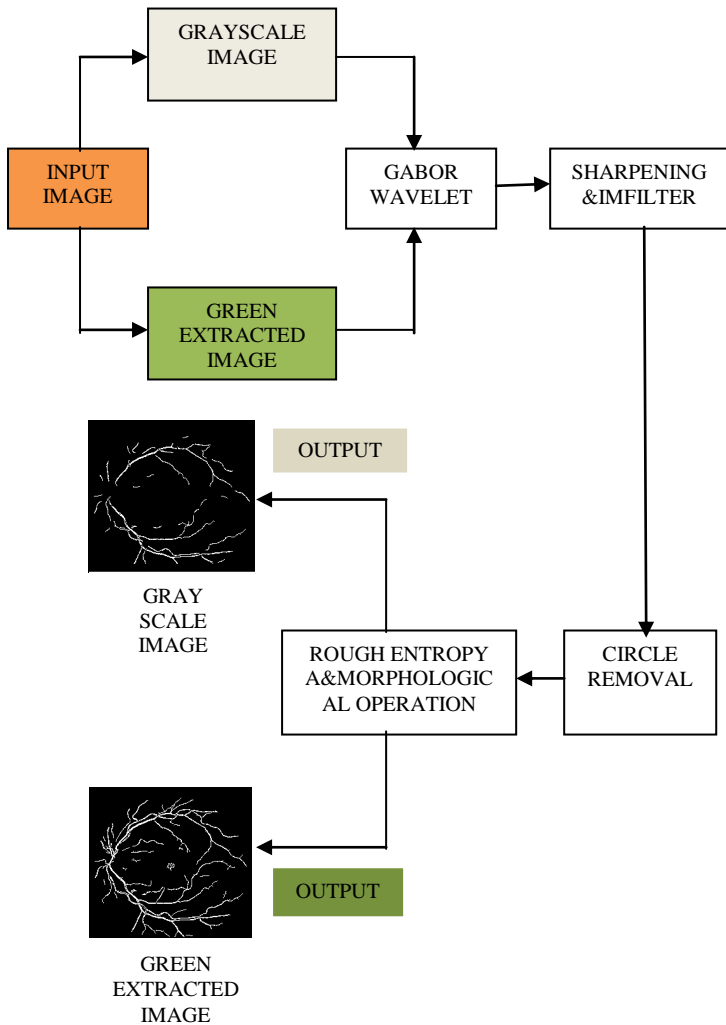 GRAYSCALE
IMAGE
INPUT
IMAGE
GABOR
WAVELET
SHARPENING
&IMFILTER
GREEN
EXTRACTED
IMAGE
OUTPUT
GRAY
SCALE
IMAGE
ROUGH ENTROPY
A&MORPHOLOGIC
AL OPERATION
CIRCLE
REMOVAL
OUTPUT
GREEN
EXTRACTED
IMAGE